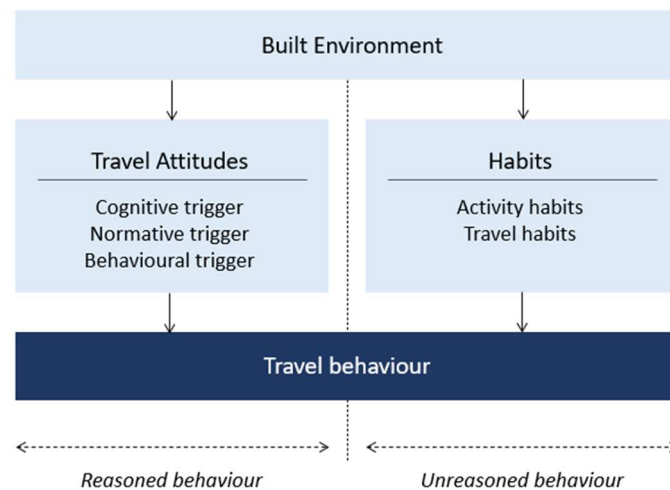 Built Environment
Travel Attitudes
Cognitive trigger
Normative trigger
Behavioural trigger
Habits
Activity habits
Travel habits
Travel behaviour
Reasoned behaviour
Unreasoned behaviour